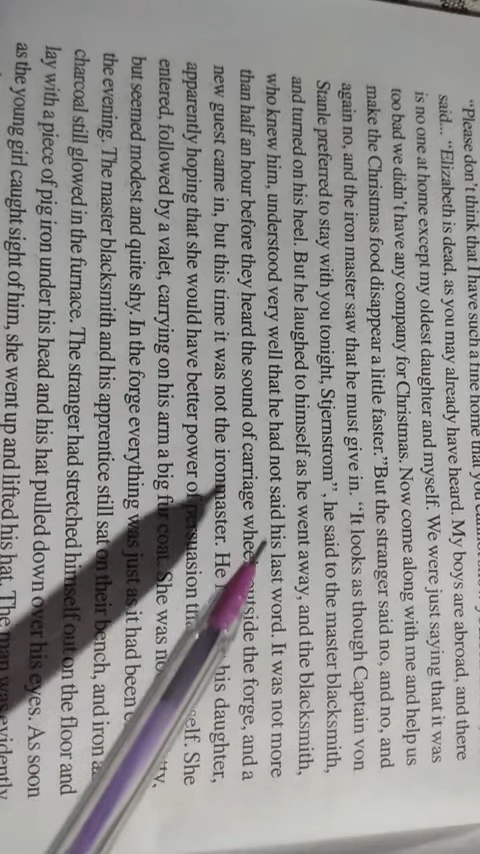 "Please don't think that I have such a fine home that you
said... "Elizabeth is dead, as you may already have heard. My boys are abroad, and there
is no one at home except my oldest daughter and myself. We were just saying that it was
too bad we didn't have any company for Christmas. Now come along with me and help us
make the Christmas food disappear a little faster."But the stranger said no, and no, and
again no, and the iron master saw that he must give in. "It looks as though Captain von
Stanle preferred to stay with you tonight, Stjernstrom", he said to the master blacksmith,
and turned on his heel. But he laughed to himself as he went away, and the blacksmith,
who knew him, understood very well that he had not said his last word. It was not more
than half an hour before they heard the sound of carriage outside the forge, and a
new guest came in, but this time it was not the iron master. He his daughter,
apparently hoping that she would have better power of persuasion She
entered, followed by a valet, carrying on his arm a big fur coat. She was
but seemed modest and quite shy. In the forge everything was just as it had been
the evening. The master blacksmith and his apprentice still sat on their bench, and iron
charcoal still glowed in the furnace. The stranger had stretched himself out on the floor and
lay with a piece of pig iron under his head and his hat pulled down over his eyes. As soon
as the young girl caught sight of him, she went up and lifted his hat. The man was evidently